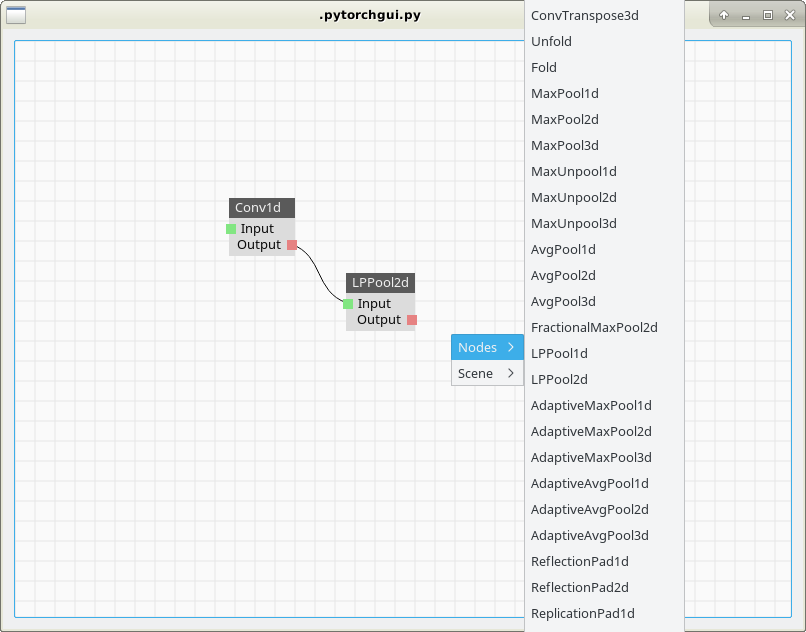 .pytorchgui.py
Conv1d
Input
Output
LPPool2d
Input
Output
Nodes
Scene
ConvTranspose3d
Unfold
Fold
MaxPool1d
MaxPool2d
MaxPool3d
MaxUnpool1d
MaxUnpool2d
MaxUnpool3d
AvgPool1d
AvgPool2d
AvgPool3d
FractionalMaxPool2d
LPPool1d
LPPool2d
AdaptiveMaxPool1d
AdaptiveMaxPool2d
AdaptiveMaxPool3d
AdaptiveAvgPool1d
AdaptiveAvgPool2d
AdaptiveAvgPool3d
ReflectionPad1d
ReflectionPad2d
ReplicationPad1d